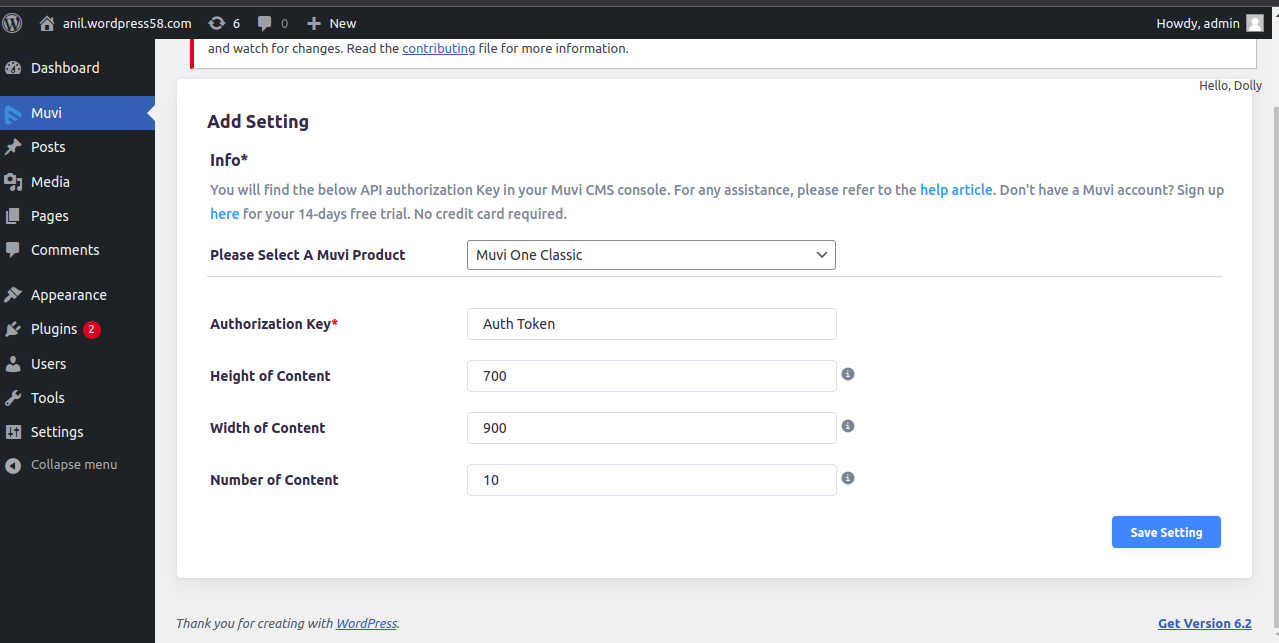 anil.wordpress58.com 6 0 New Howdy, admin
and watch for changes. Read the contributing file for more information.
Hello, Dolly
Dashboard
Muvi
Posts
Media
Pages
Comments
Appearance
Plugins 2
Users
Tools
Settings
Collapse menu
Add Setting
Info*
You will find the below API authorization Key in your Muvi CMS console. For any assistance, please refer to the help article. Don't have a Muvi account? Sign up
here for your 14-days free trial. No credit card required.
Please Select A Muvi Product Muvi One Classic
Authorization Key* Auth Token
Height of Content 700
Width of Content 900
Number of Content 10
Save Setting
Thank you for creating with WordPress. Get Version 6.2